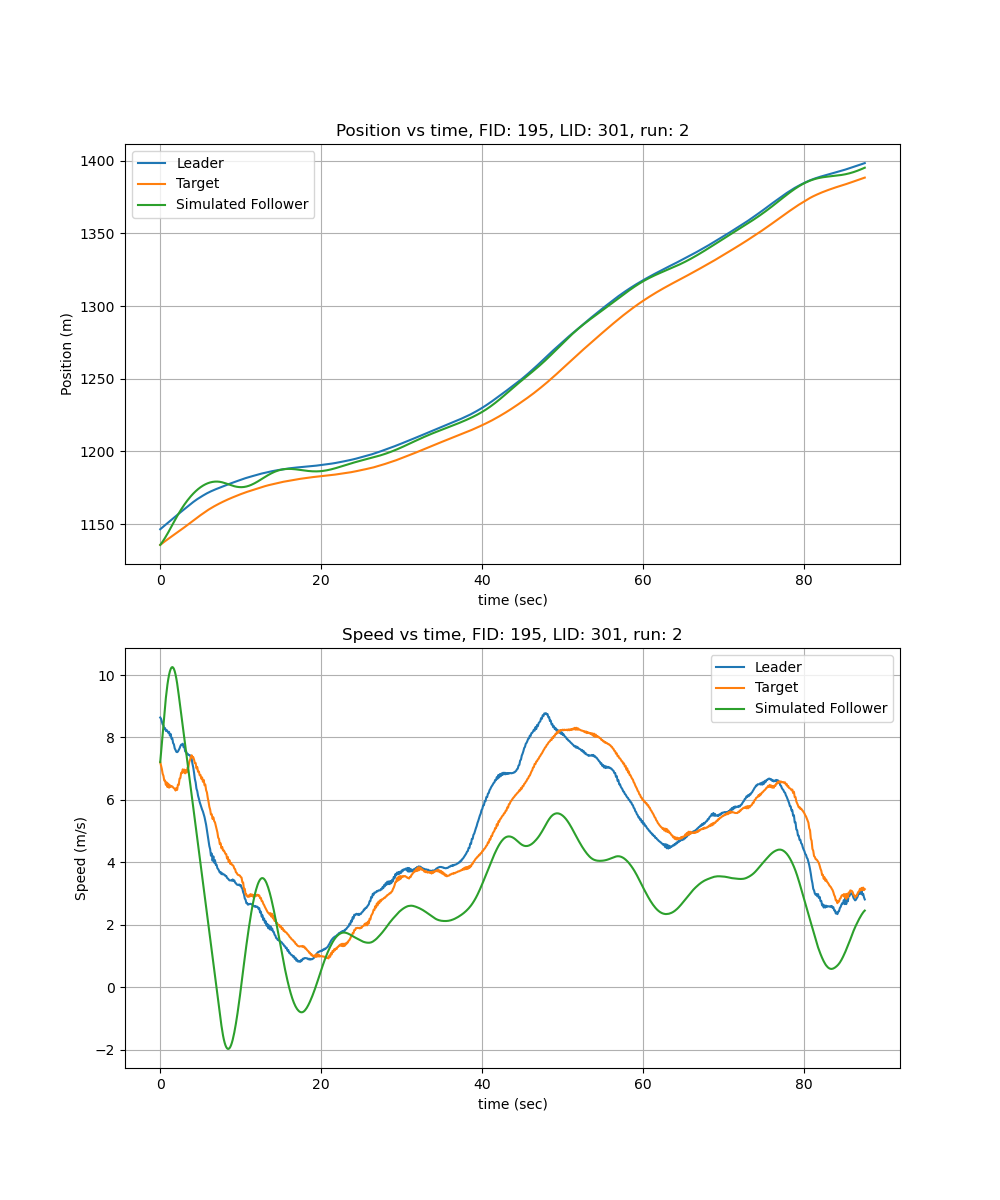 Position vs time, FID: 195, LID: 301, run: 2
Leader
Target
Simulated Follower
1400
1350
1300
1250
1200
1150
Position (m)
0 20 40 60 80
time (sec)
Speed vs time, FID: 195, LID: 301, run: 2
Leader
Target
Simulated Follower
10
8
6
4
2
0
−2
Speed (m/s)
0 20 40 60 80
time (sec)